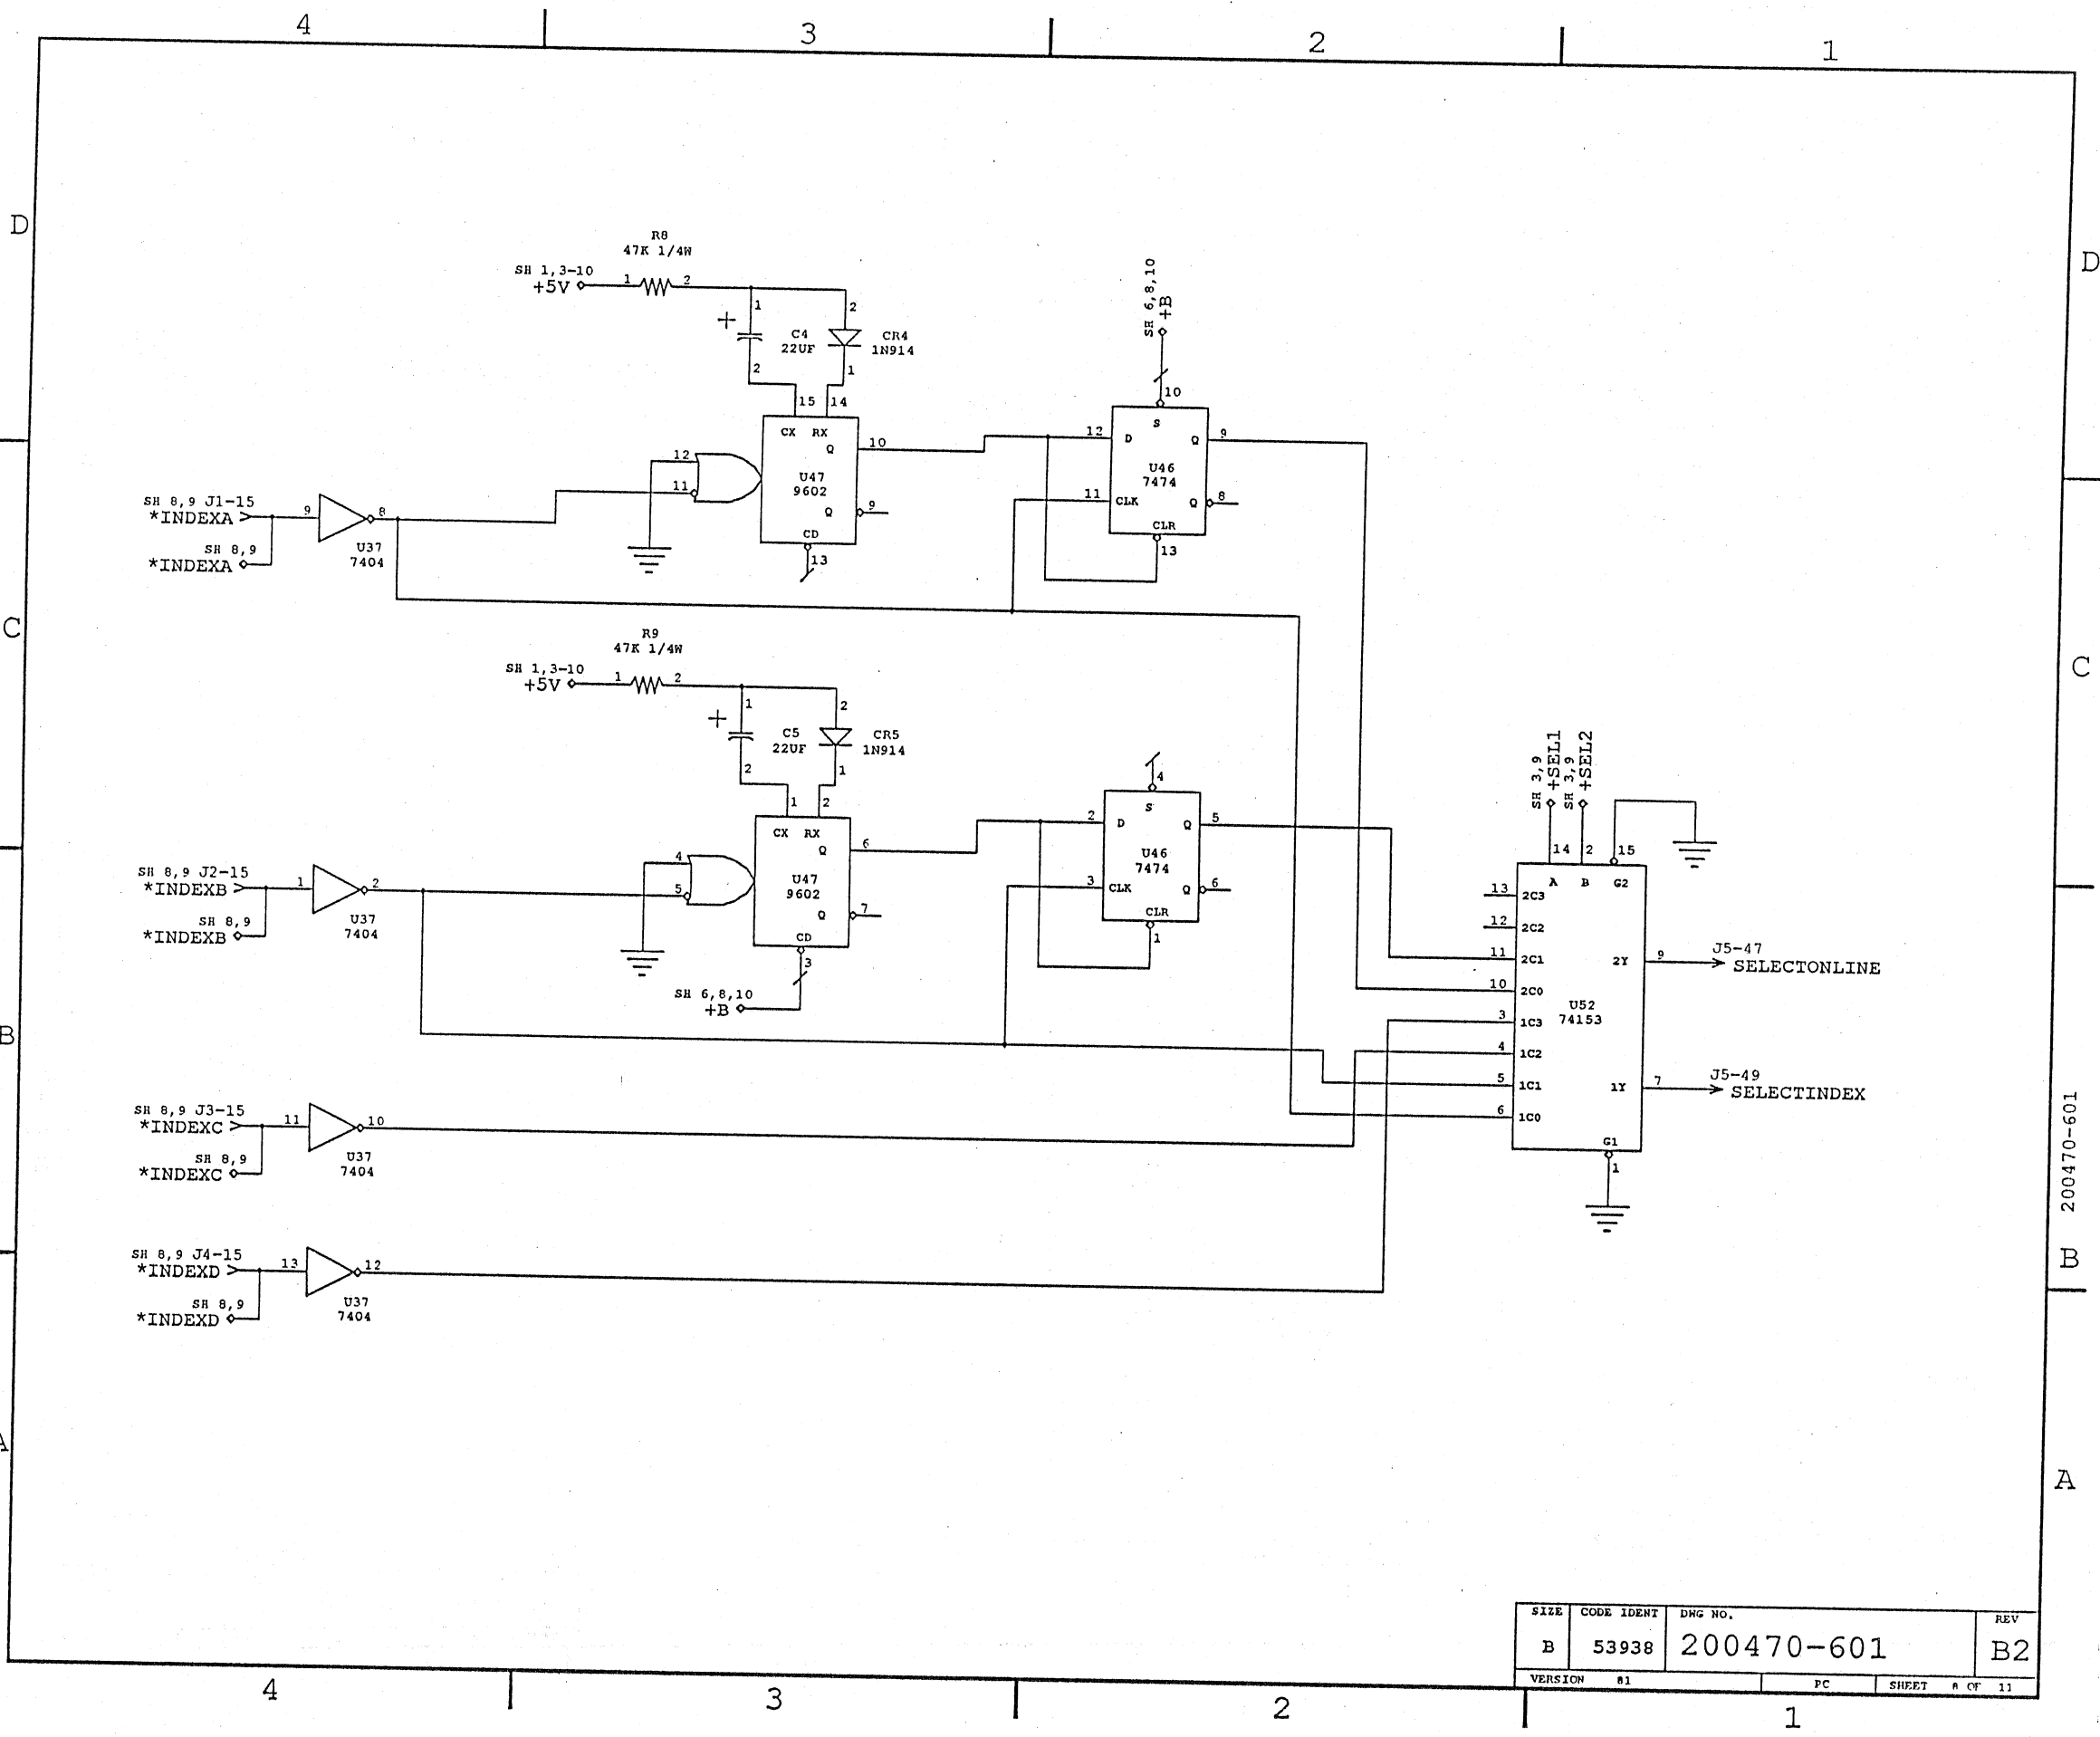 4 3 2 1
D
D
R8
47K 1/4W
SH 1,3-10
+5V
1 2
1
2
+
C4
22UF
CR4
1N914
2
1
15 14
SH 6,8,10
+B
10
CX RX
Q
10
U47
9602
12
11
Q
9
CD
13
12
D
S
Q
9
U46
7474
11
CLK
Q
8
CLR
13
SH 8,9 J1-15
*INDEXA
9
8
SH 8,9
*INDEXA
U37
7404
C
C
R9
47K 1/4W
SH 1,3-10
+5V
1 2
1
2
+
C5
22UF
CR5
1N914
2
1
1 2
4
CX RX
Q
6
U47
9602
4
5
Q
7
CD
3
SH 6,8,10
+B
2
D
S
Q
5
U46
7474
3
CLK
Q
6
CLR
1
SH 8,9 J2-15
*INDEXB
1
2
SH 8,9
*INDEXB
U37
7404
SH 3,9
+SEL1
SH 3,9
+SEL2
14 2 15
A B G2
13 2C3
12 2C2
11 2C1
10 2C0
3 1C3
4 1C2
5 1C1
6 1C0
U52
74153
2Y 9
J5-47
SELECTONLINE
1Y 7
J5-49
SELECTINDEX
G1
1
B
B
SH 8,9 J3-15
*INDEXC
11
10
SH 8,9
*INDEXC
U37
7404
SH 8,9 J4-15
*INDEXD
13
12
SH 8,9
*INDEXD
U37
7404
200470-601
A
A
SIZE CODE IDENT DWG NO. REV
B 53938 200470-601 B2
VERSION 81 PC SHEET 8 OF 11
4 3 2 1